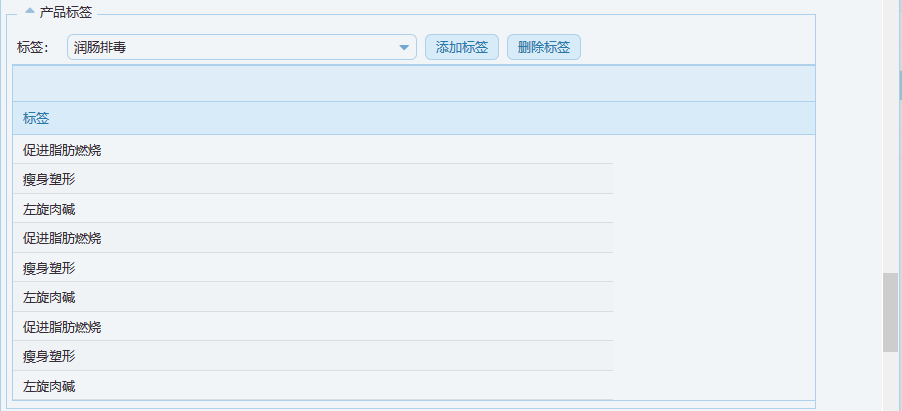 产品标签
标签： 润肠排毒 添加标签 删除标签
标签
促进脂肪燃烧
瘦身塑形
左旋肉碱
促进脂肪燃烧
瘦身塑形
左旋肉碱
促进脂肪燃烧
瘦身塑形
左旋肉碱